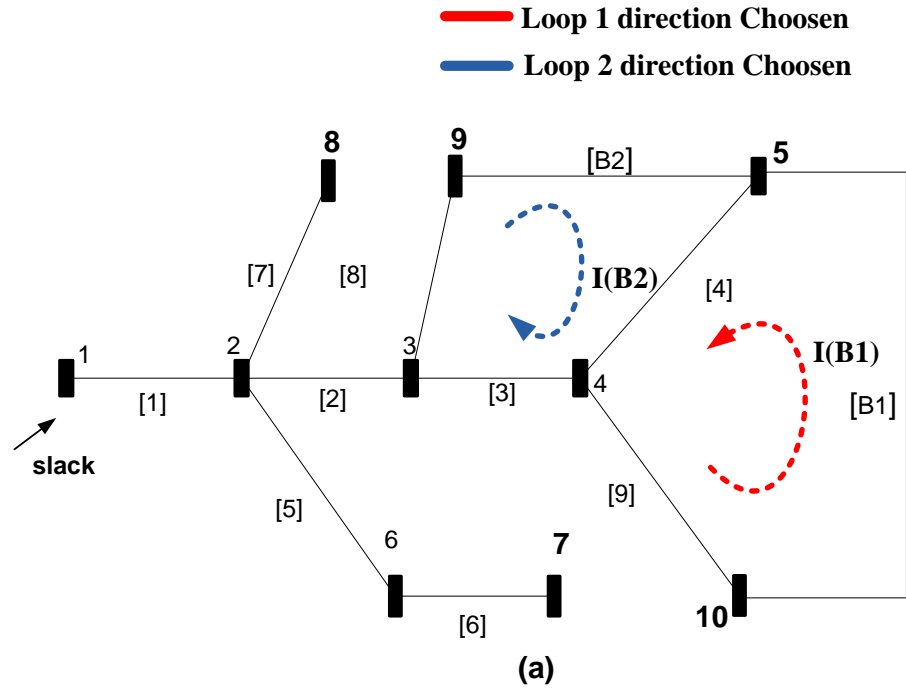 Loop 1 direction Choosen
Loop 2 direction Choosen
8
9
[B2]
5
[7]
[8]
I(B2)
[4]
1
2
3
I(B1)
4
[1]
[2]
[3]
[B1]
slack
[5]
[9]
6
7
[6]
10
(a)